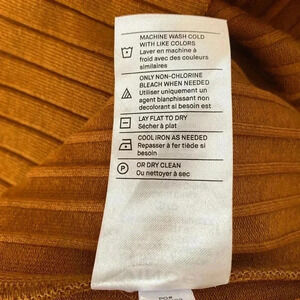 MACHINE WASH COLD
WITH LIKE COLORS
Laver en machine à
froid avec des couleurs
similaires
ONLY NON-CHLORINE
BLEACH WHEN NEEDED
Utiliser uniquement un
agent blanchissant non
decolorant si besoin est
LAY FLAT TO DRY
Sécher à plat
COOL IRON AS NEEDED
Repasser à fer tiède si
besoin
P
OR DRY CLEAN
Ou nettoyer à sec